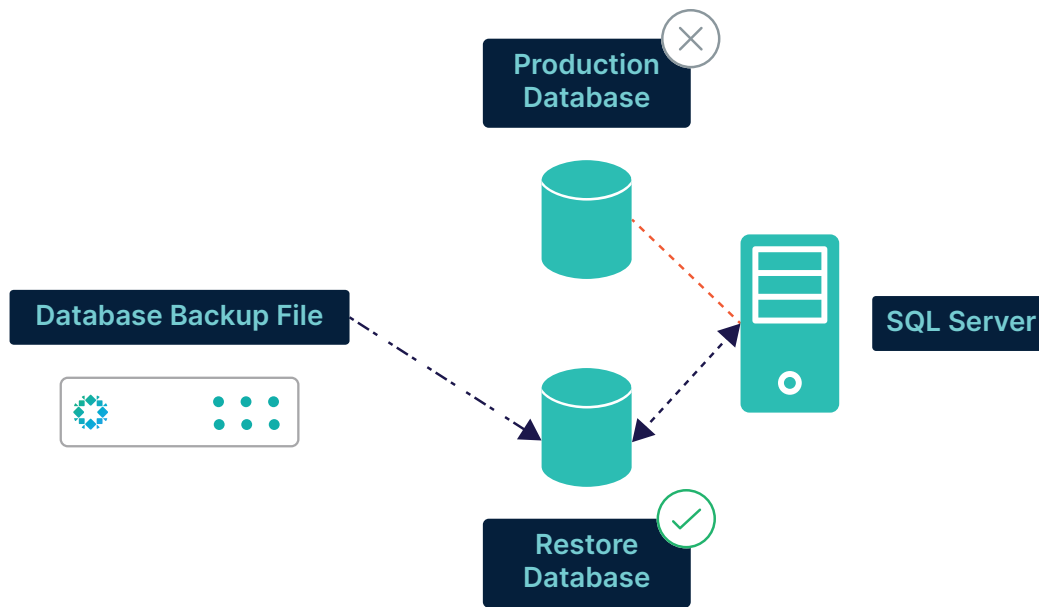 Production
Database
Database Backup File
SQL Server
Restore
Database